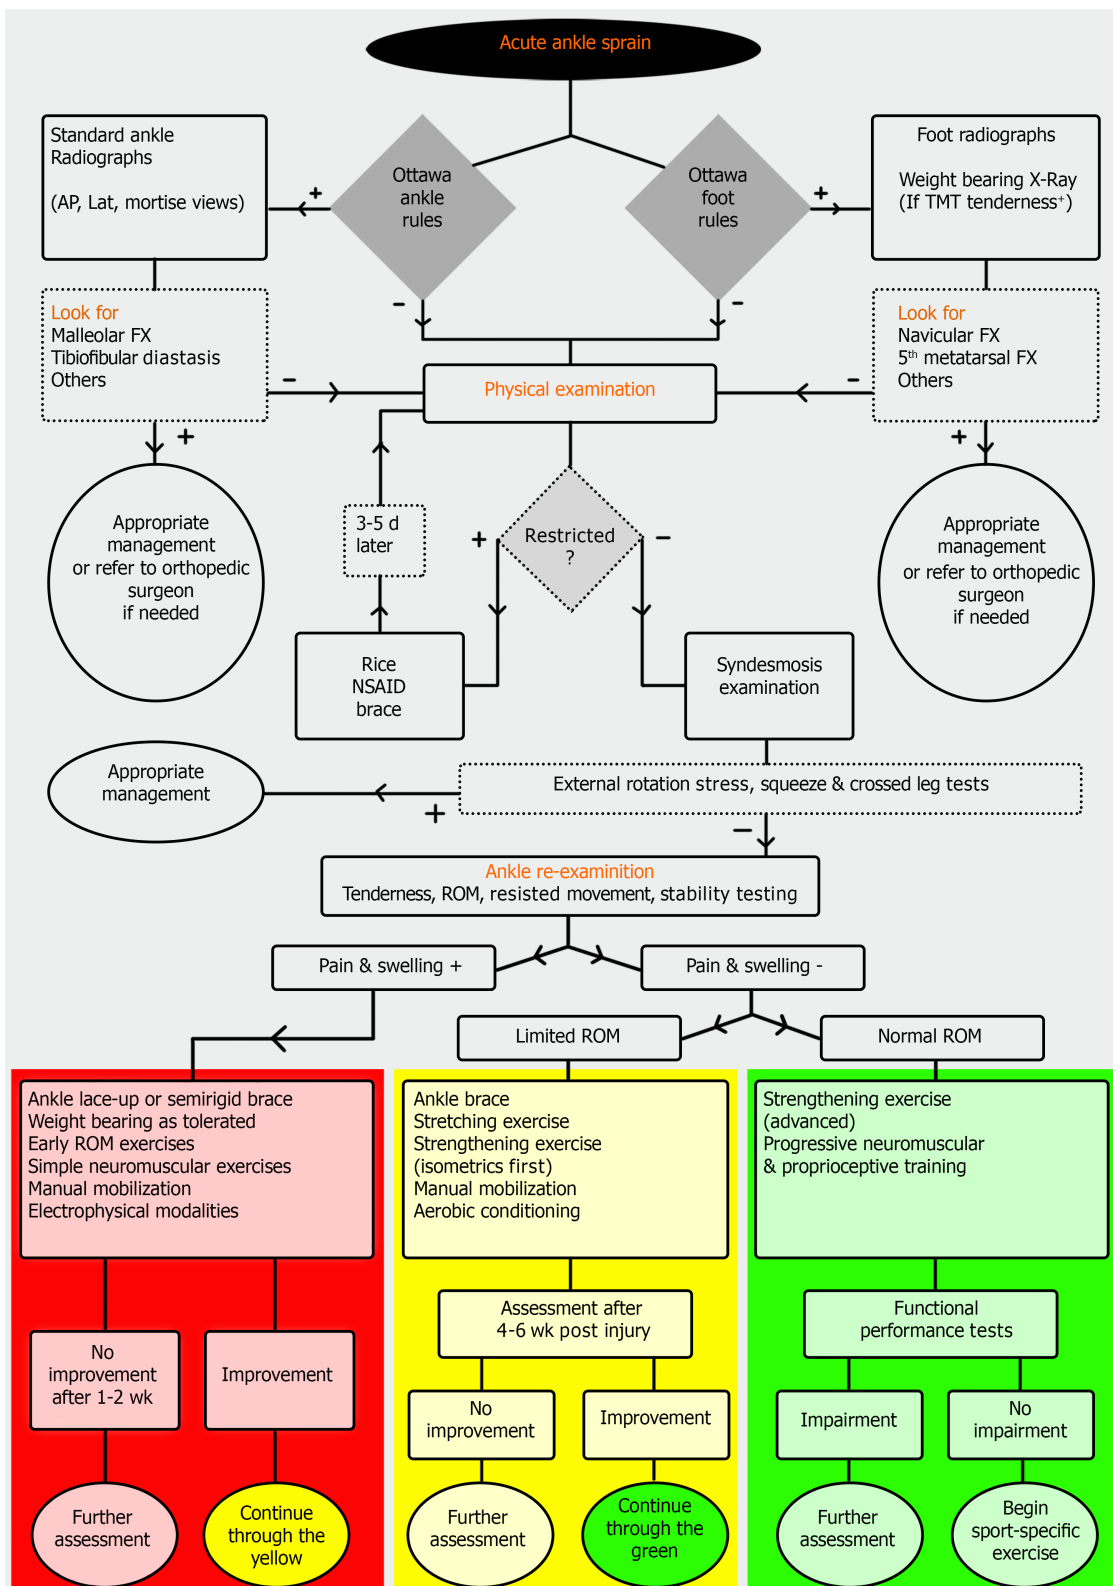 Acute ankle sprain
Standard ankle
Radiographs
(AP, Lat, mortise views)
+
Ottawa
ankle
rules
-
Ottawa
foot
rules
+
-
Foot radiographs
Weight bearing X-Ray
(If TMT tenderness⁺)
Look for
Malleolar FX
Tibiofibular diastasis
Others
-
+
Look for
Navicular FX
5th metatarsal FX
Others
-
+
Physical examination
Appropriate
management
or refer to orthopedic
surgeon
if needed
3-5 d
later
+
Restricted
?
-
Appropriate
management
or refer to orthopedic
surgeon
if needed
Rice
NSAID
brace
Syndesmosis
examination
Appropriate
management
+
External rotation stress, squeeze & crossed leg tests
-
Ankle re-examinition
Tenderness, ROM, resisted movement, stability testing
Pain & swelling +
Pain & swelling -
Limited ROM
Normal ROM
Ankle lace-up or semirigid brace
Weight bearing as tolerated
Early ROM exercises
Simple neuromuscular exercises
Manual mobilization
Electrophysical modalities
Ankle brace
Stretching exercise
Strengthening exercise
(isometrics first)
Manual mobilization
Aerobic conditioning
Strengthening exercise
(advanced)
Progressive neuromuscular
& proprioceptive training
No
improvement
after 1-2 wk
Improvement
Assessment after
4-6 wk post injury
No
improvement
Improvement
Functional
performance tests
Impairment
No
impairment
Further
assessment
Continue
through the
yellow
Further
assessment
Continue
through the
green
Further
assessment
Begin
sport-specific
exercise